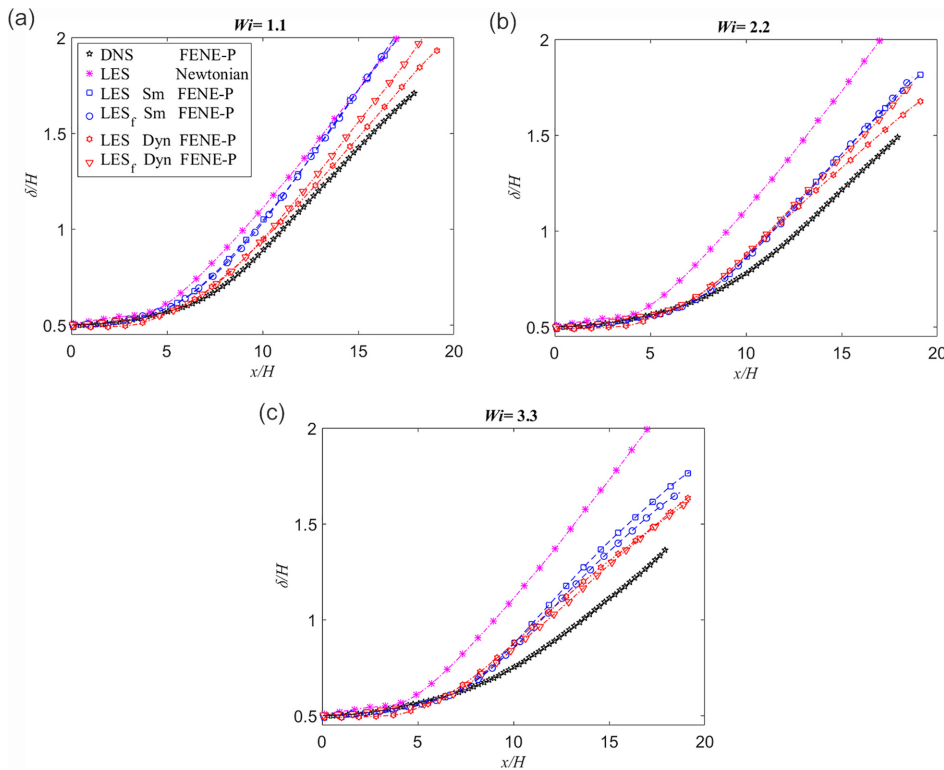 (a)
Wi= 1.1
2
1.5
1
0.5
0
5
10
15
20
δ/H
x/H
DNS FENE-P
LES Newtonian
LES Sm FENE-P
LESf Sm FENE-P
LES Dyn FENE-P
LESf Dyn FENE-P
(b)
Wi= 2.2
2
1.5
1
0.5
0
5
10
15
20
δ/H
x/H
(c)
Wi= 3.3
2
1.5
1
0.5
0
5
10
15
20
δ/H
x/H